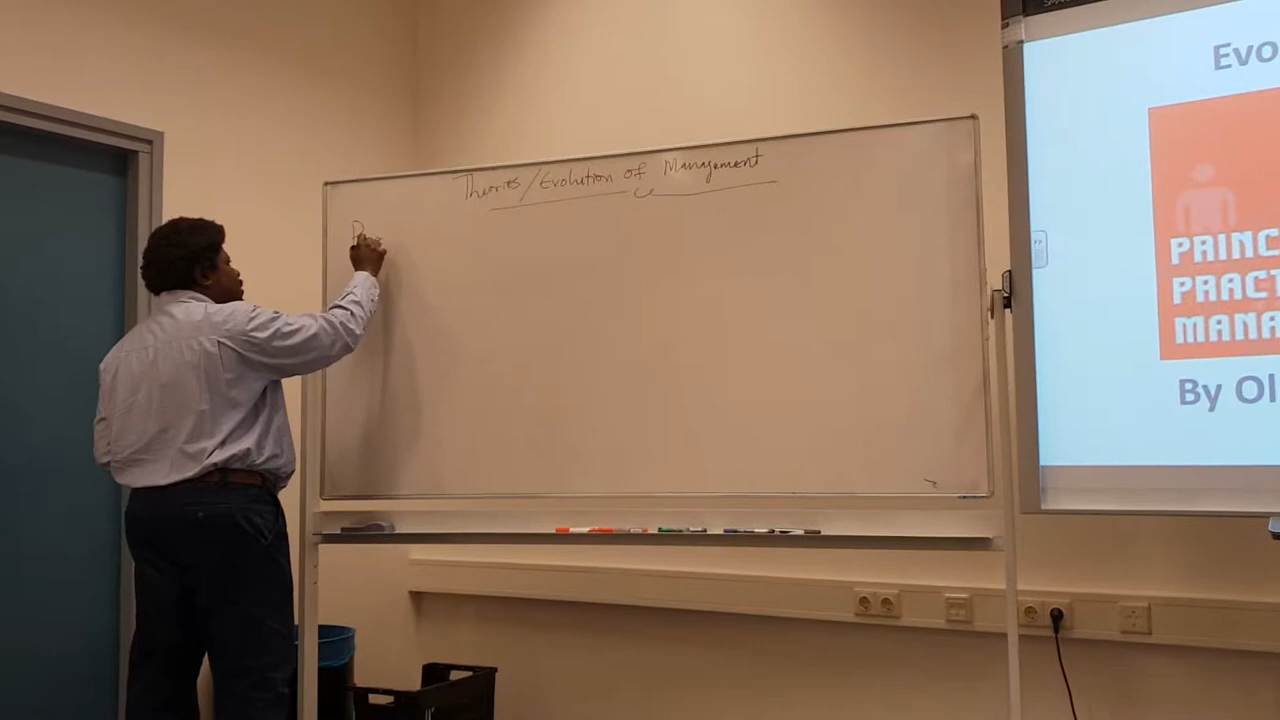 Theories/Evolution of Management
Evo
PRINC
PRACT
MANA
By Ol